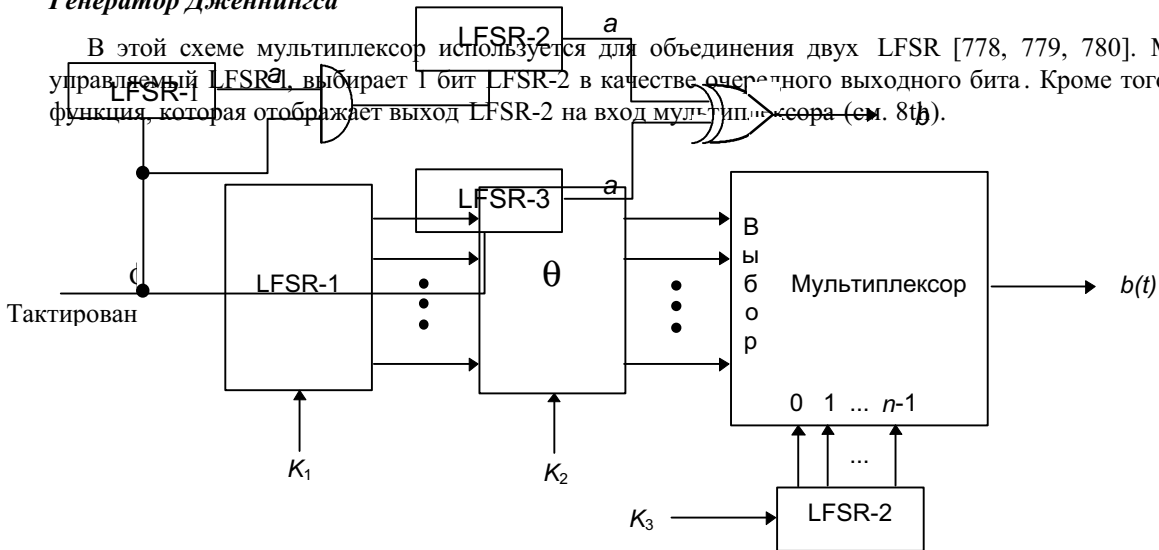 Генератор Дженнингса
LFSR-2
a
В этой схеме мультиплексор используется для объединения двух LFSR [778, 779, 780].
LFSR-1
a
управляемый LFSR-1, выбирает 1 бит LFSR-2 в качестве очередного выходного бита. Кроме того
функция, которая отображает выход LFSR-2 на вход мультиплексора (см. 8th).
b
LFSR-3
a
Выбор
LFSR-1
θ
Мультиплексор
b(t)
Тактирован
0 1 ... n-1
K1
K2
...
K3
LFSR-2